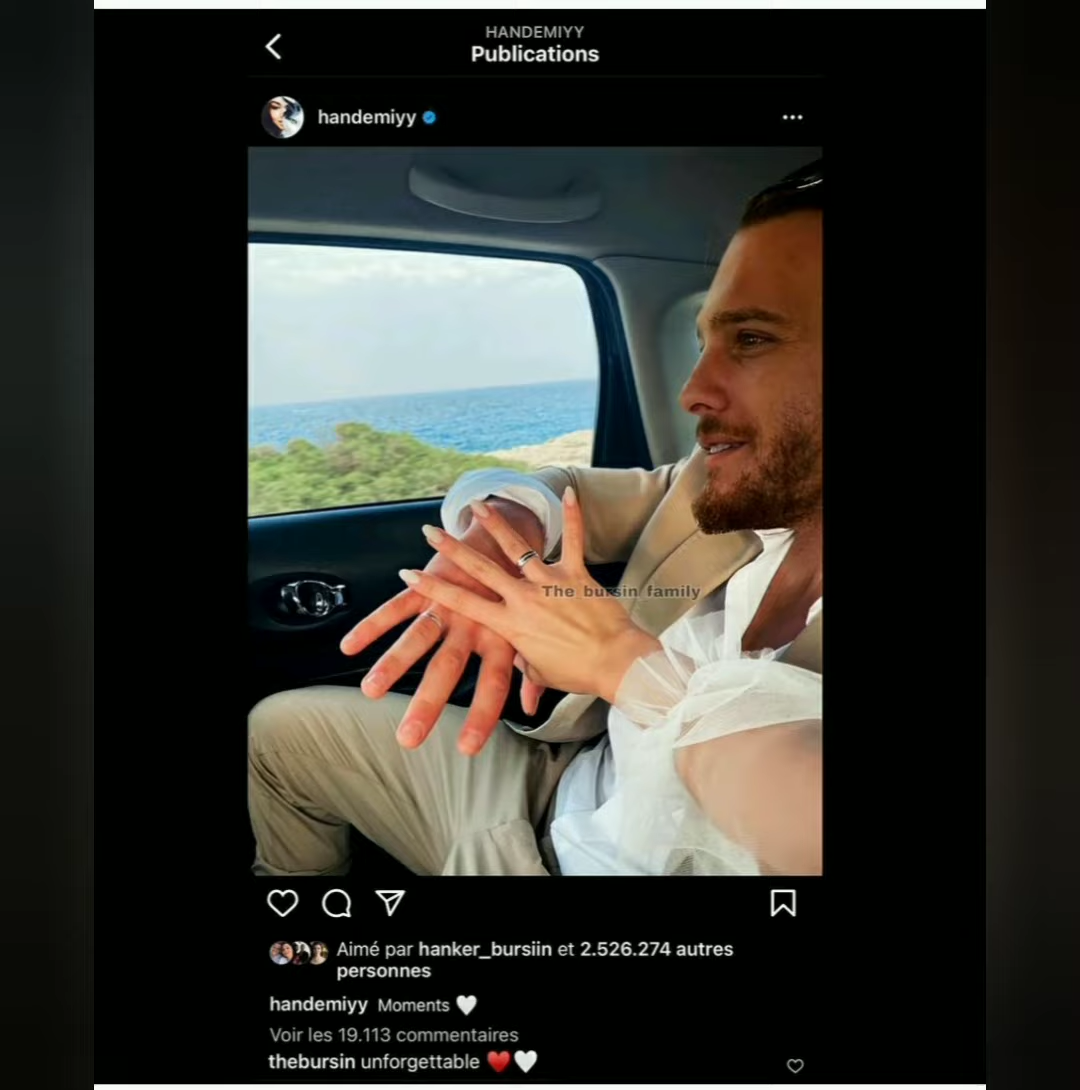 HANDEMIYY
Publications
handemiyy
The_bursin_family
Aimé par hanker_bursiin et 2.526.274 autres
personnes
handemiyy Moments 🤍
Voir les 19.113 commentaires
thebursin unforgettable ❤️🤍